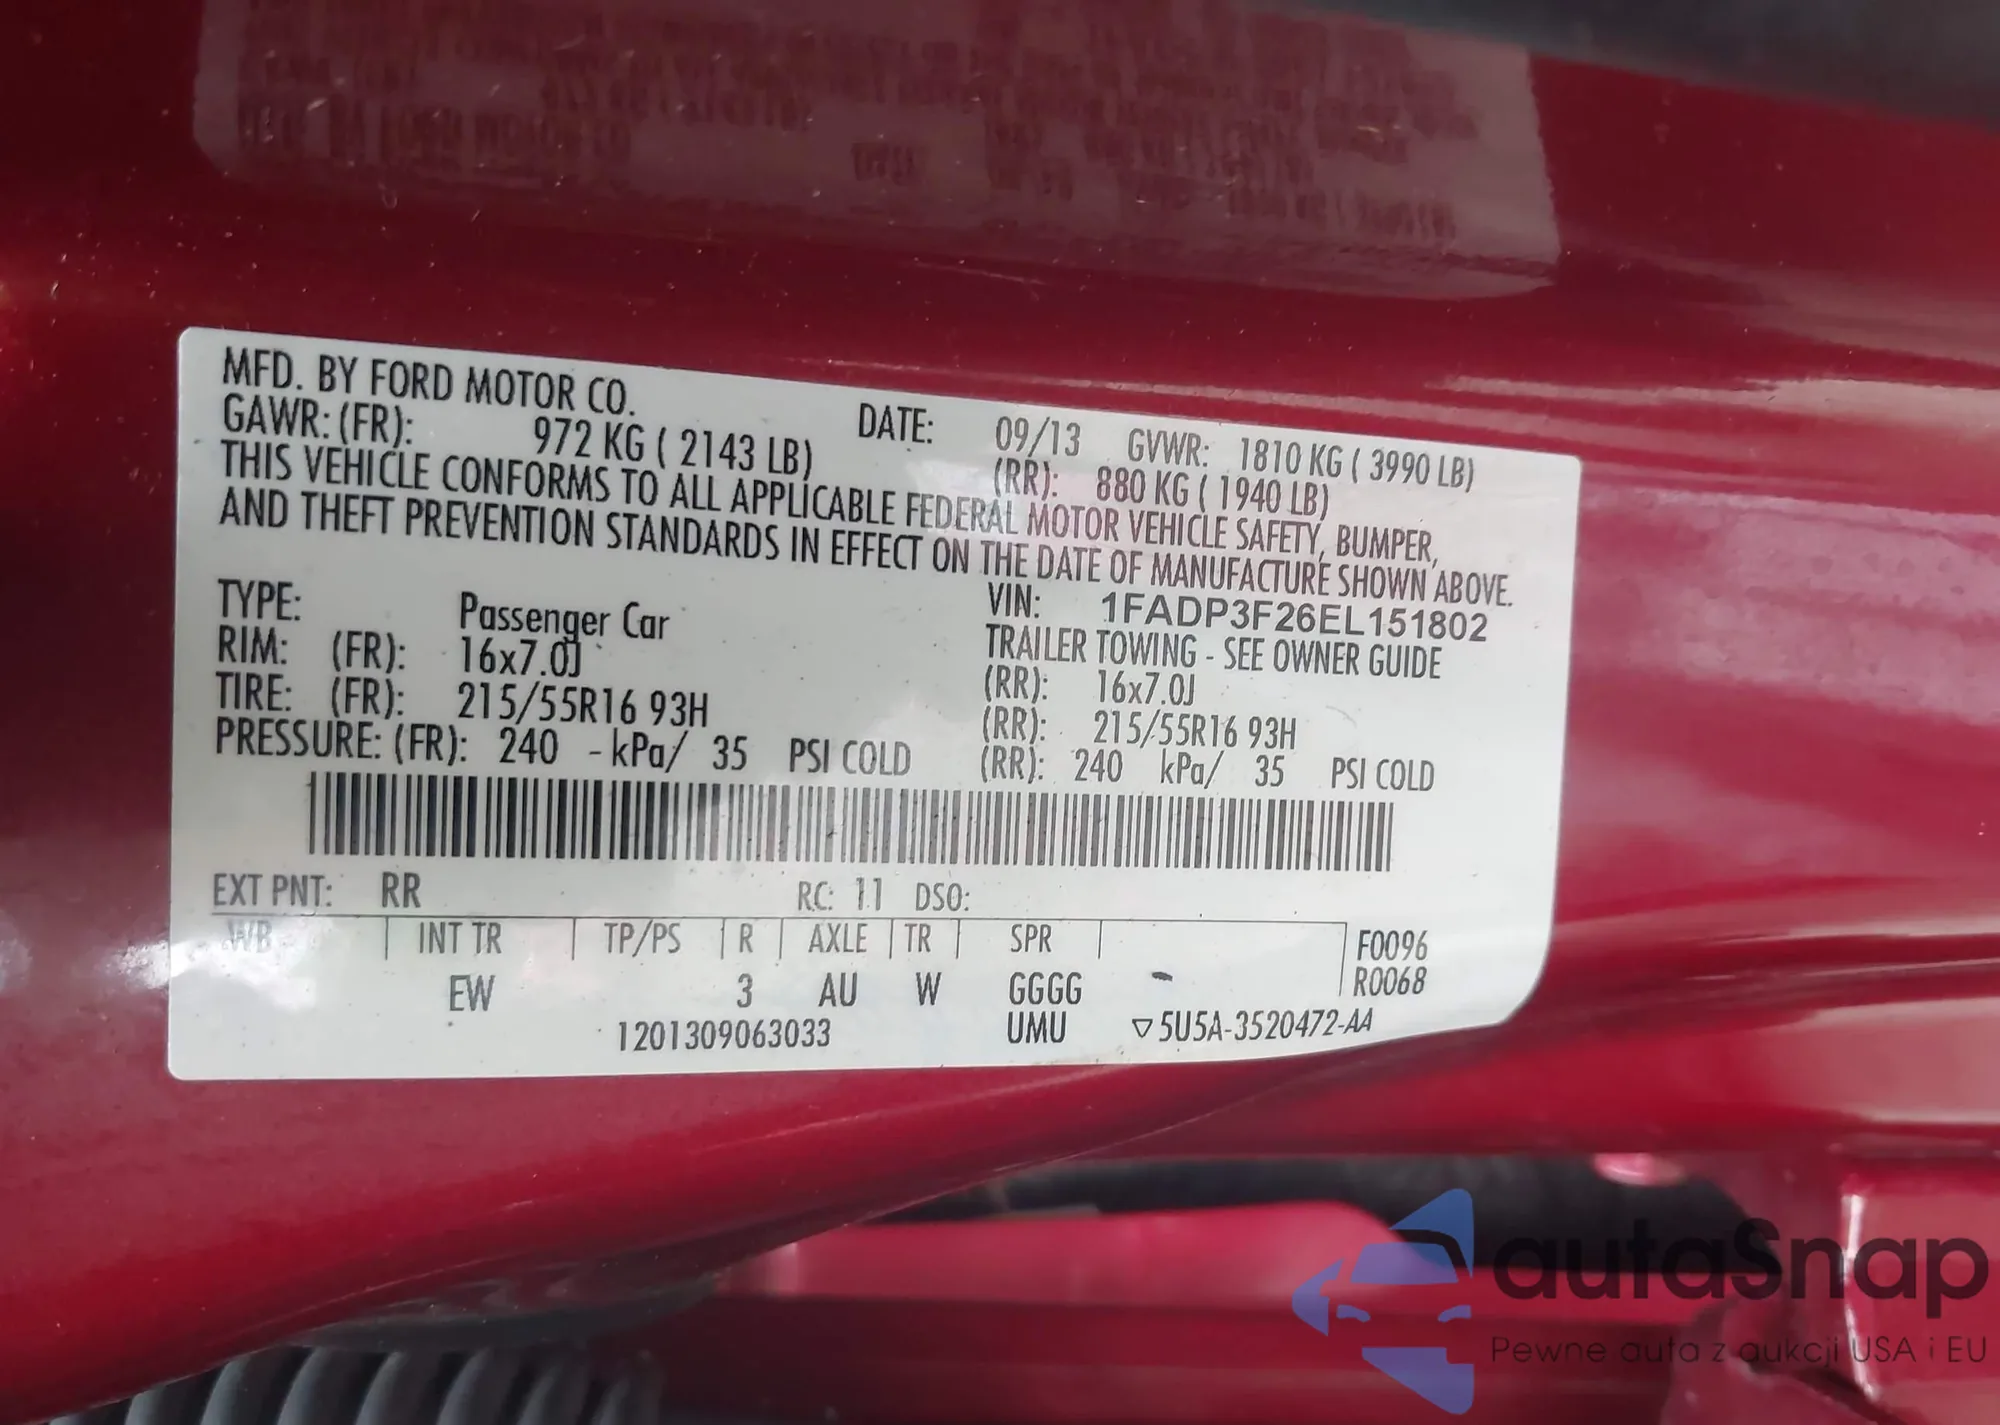 MFD. BY FORD MOTOR CO. DATE: 09/13 GVWR: 1810 KG ( 3990 LB)
GAWR: (FR): 972 KG ( 2143 LB) (RR): 880 KG ( 1940 LB)
THIS VEHICLE CONFORMS TO ALL APPLICABLE FEDERAL MOTOR VEHICLE SAFETY, BUMPER,
AND THEFT PREVENTION STANDARDS IN EFFECT ON THE DATE OF MANUFACTURE SHOWN ABOVE.
VIN: 1FADP3F26EL151802
TYPE: Passenger Car TRAILER TOWING - SEE OWNER GUIDE
RIM: (FR): 16x7.0J (RR): 16x7.0J
TIRE: (FR): 215/55R16 93H (RR): 215/55R16 93H
PRESSURE: (FR): 240 - kPa/ 35 PSI COLD (RR): 240 kPa/ 35 PSI COLD
EXT PNT: RR RC: 11 DSO:
WB INT TR TP/PS R AXLE TR SPR F0096
EW 3 AU W GGGG R0068
1201309063033 UMU ▽5U5A-3520472-AA
autaSnap
Pewne auta z aukcji USA i EU